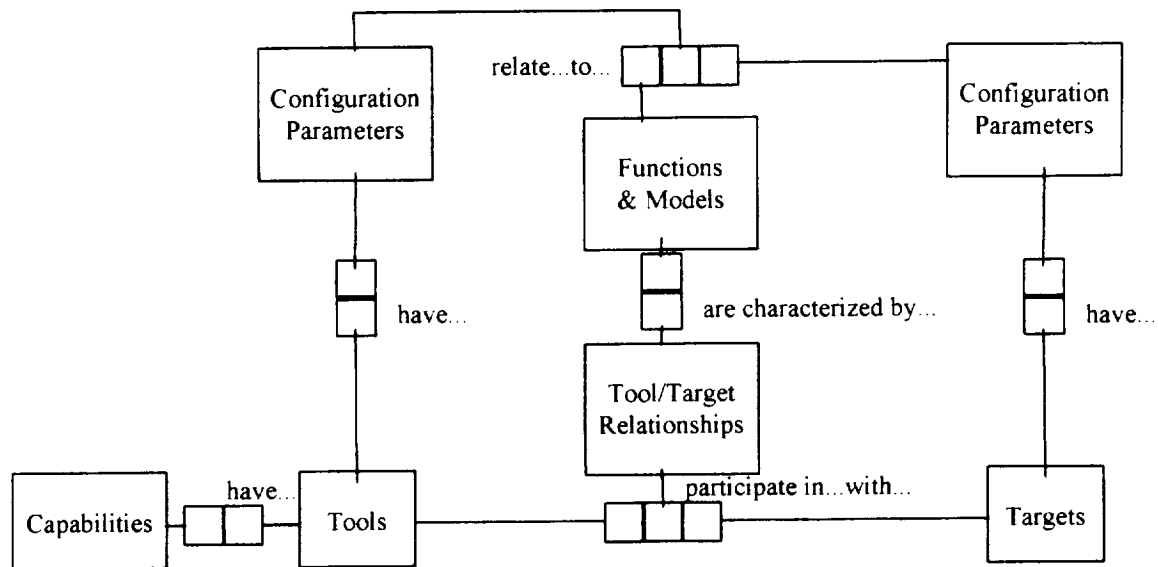 relate...to...
Configuration
Parameters
Configuration
Parameters
Functions
& Models
have...
are characterized by...
have...
Tool/Target
Relationships
have...
participate in...with...
Capabilities
Tools
Targets